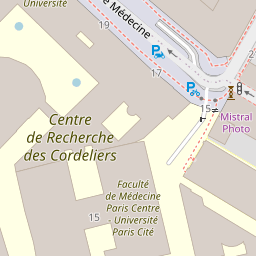 Université
de Médecine
19
17
15
Mistral
Photo
Centre
de Recherche
des Cordeliers
Faculté
de Médecine
Paris Centre
- Université
Paris Cité
15